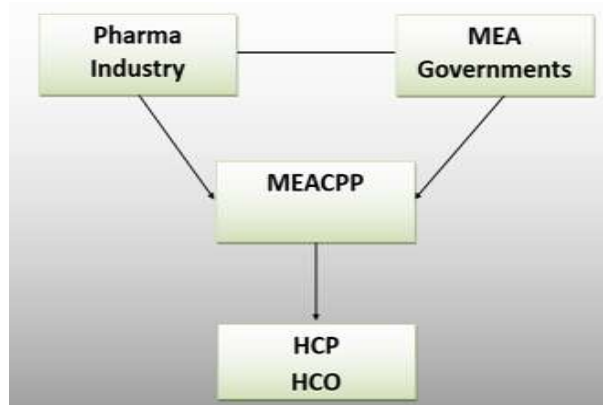 Pharma
Industry
MEA
Governments
MEACPP
HCP
HCO